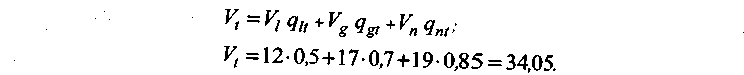 V_t = V_l q_lt + V_g q_gt + V_n q_nt;
V_t = 12·0,5+17·0,7+19·0,85=34,05.